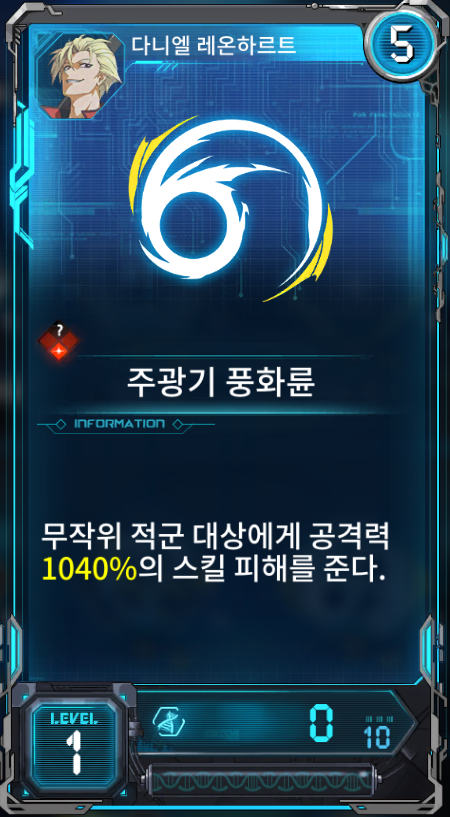 다니엘 레온하르트
5
?
주광기 풍화륜
INFORMATION
무작위 적군 대상에게 공격력
1040%의 스킬 피해를 준다.
LEVEL
1
0
10